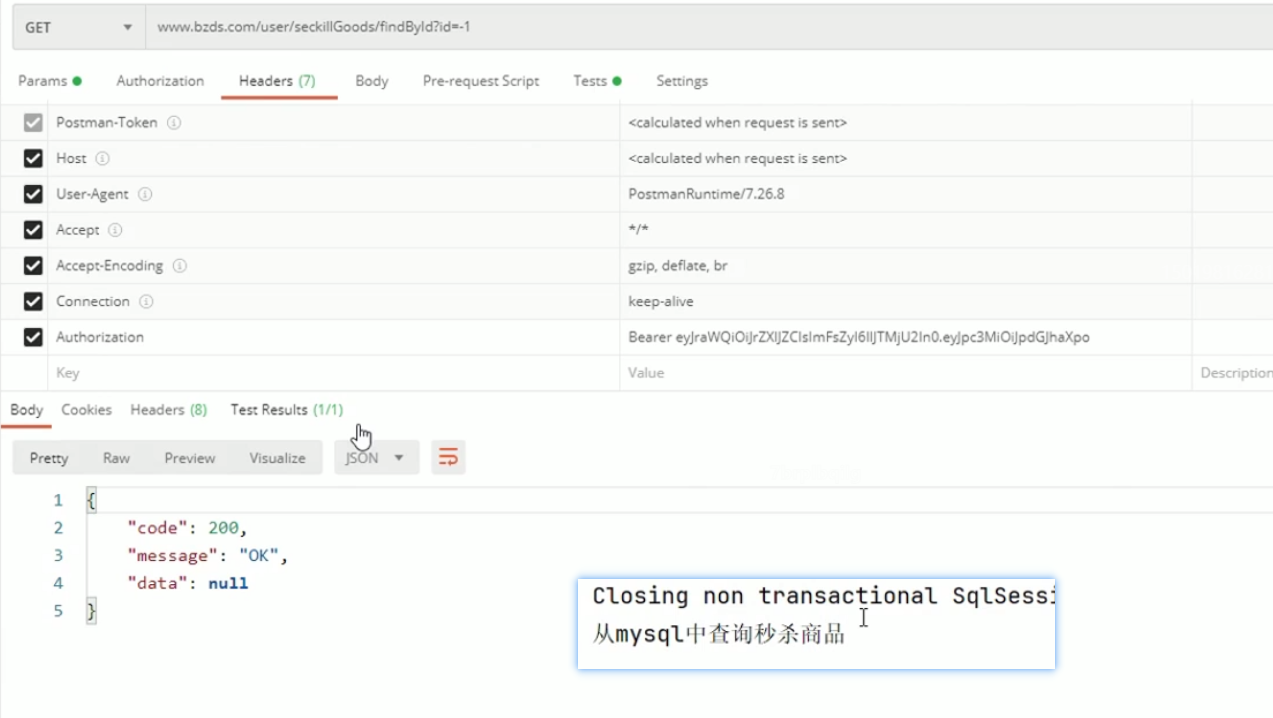 GET www.bzds.com/user/seckillGoods/findById?id=-1
Params Authorization Headers (7) Body Pre-request Script Tests Settings
Postman-Token <calculated when request is sent>
Host <calculated when request is sent>
User-Agent PostmanRuntime/7.26.8
Accept */*
Accept-Encoding gzip, deflate, br
Connection keep-alive
Authorization Bearer eyJraWQiOiJrZXlJZCIsImFsZyI6IlJTMjU2In0.eyJpc3MiOiJpdGJhaXpo
Key Value Description
Body Cookies Headers (8) Test Results (1/1)
Pretty Raw Preview Visualize JSON
1 {
2 "code": 200,
3 "message": "OK",
4 "data": null
5 }
Closing non transactional SqlSessi
从mysql中查询秒杀商品